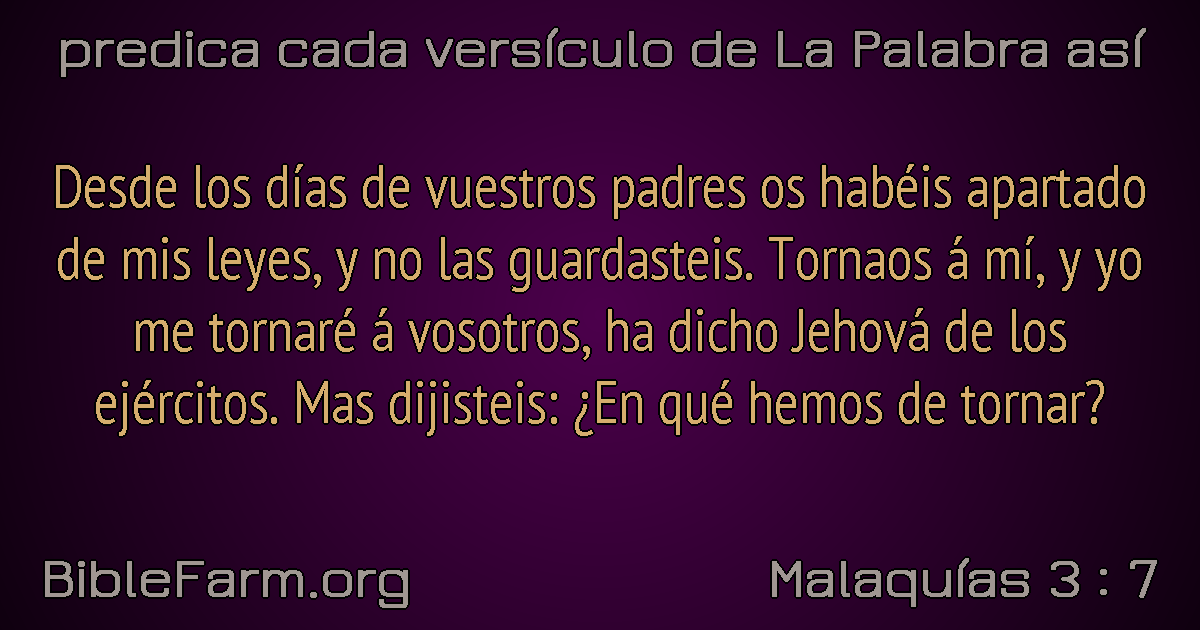 predica cada versículo de La Palabra así
Desde los días de vuestros padres os habéis apartado
de mis leyes, y no las guardasteis. Tornaos á mí, y yo
me tornaré á vosotros, ha dicho Jehová de los
ejércitos. Mas dijisteis: ¿En qué hemos de tornar?
BibleFarm.org
Malaquías 3 : 7